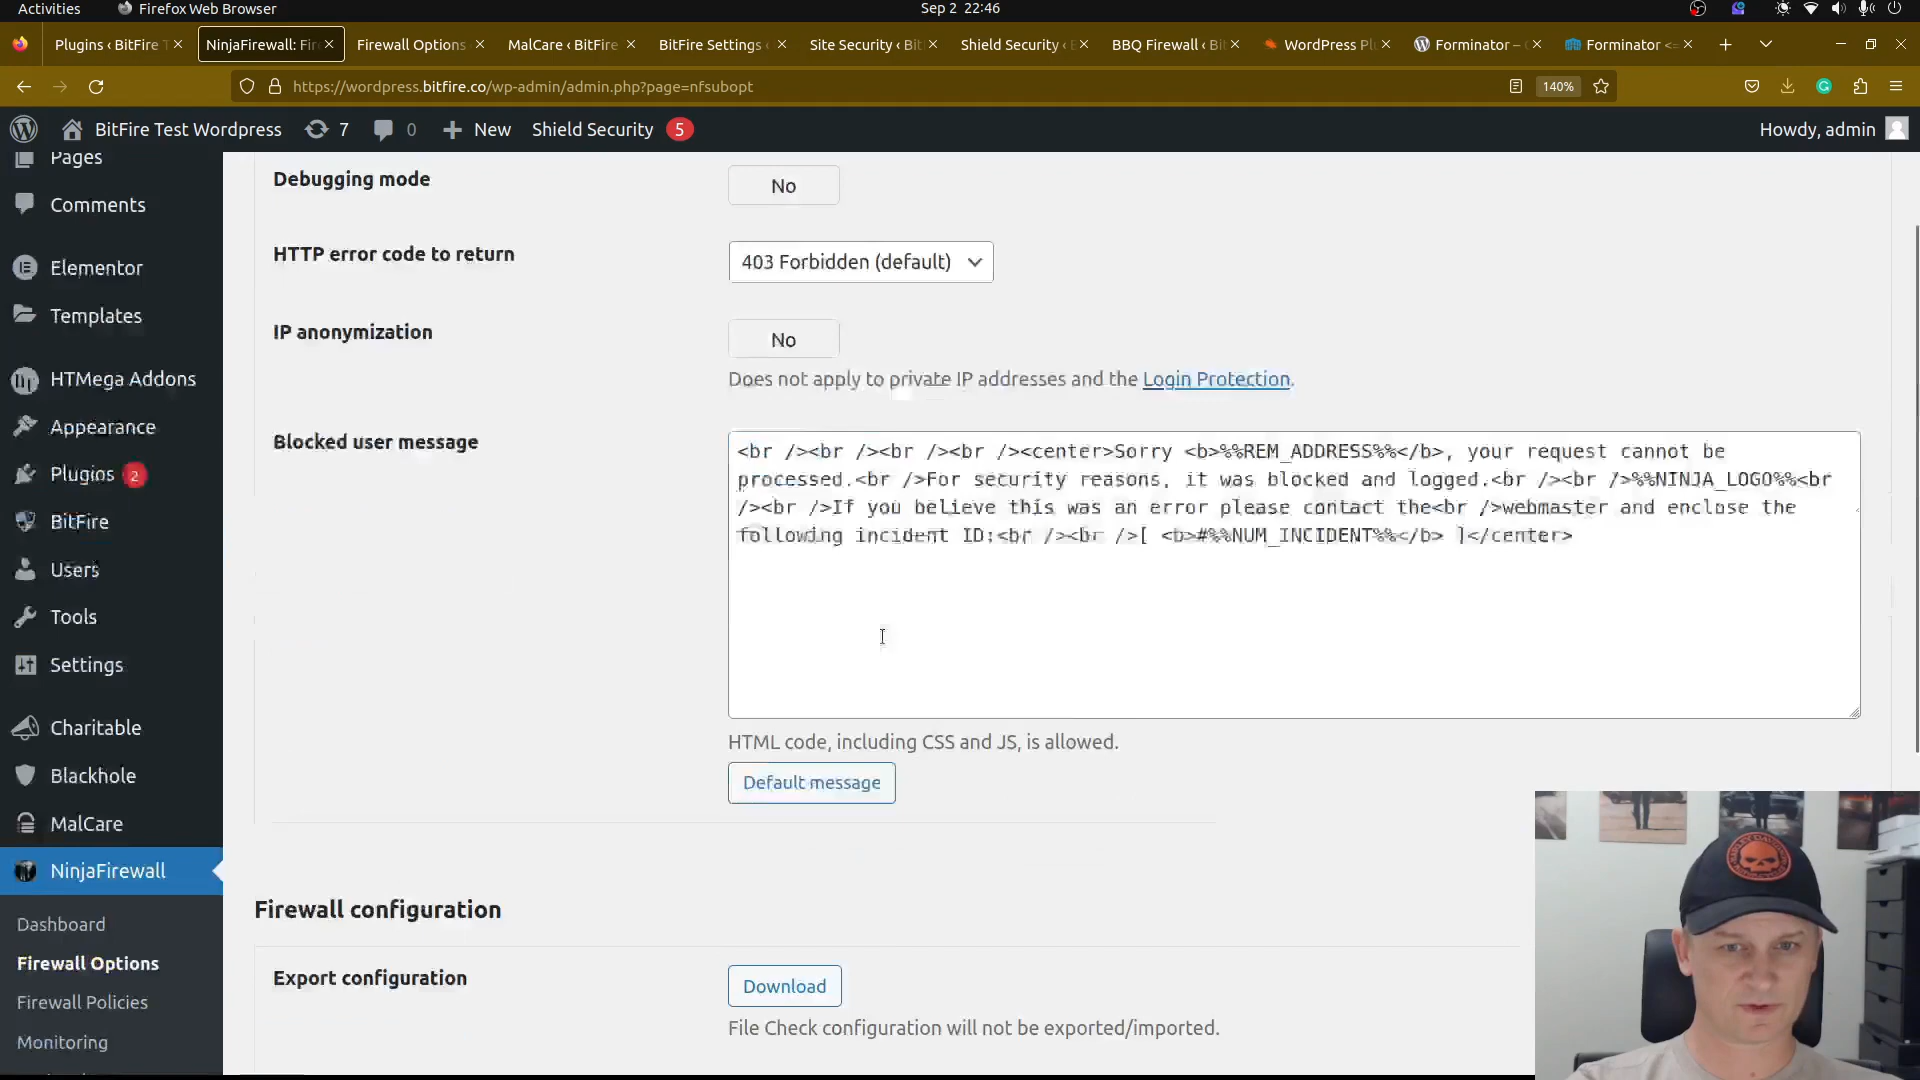 Activities
Firefox Web Browser
Sep 2 22:46
Plugins ‹ BitFire
NinjaFirewall: Fir
Firewall Options
MalCare ‹ BitFire
BitFire Settings
Site Security ‹ Bit
Shield Security ‹
BBQ Firewall ‹ Bi
WordPress Pl
Forminator –
Forminator <=
https://wordpress.bitfire.co/wp-admin/admin.php?page=nfsubopt
140%
BitFire Test Wordpress
7
0
New
Shield Security
5
Howdy, admin
Pages
Comments
Elementor
Templates
HTMega Addons
Appearance
Plugins 2
BitFire
Users
Tools
Settings
Charitable
Blackhole
MalCare
NinjaFirewall
Dashboard
Firewall Options
Firewall Policies
Monitoring
Debugging mode
No
HTTP error code to return
403 Forbidden (default)
IP anonymization
No
Does not apply to private IP addresses and the Login Protection.
Blocked user message
<br /><br /><br /><br /><center>Sorry <b>%%REM_ADDRESS%%</b>, your request cannot be
processed.<br />For security reasons, it was blocked and logged.<br /><br />%%NINJA_LOGO%%<br
/><br />If you believe this was an error please contact the<br />webmaster and enclose the
following incident ID:<br /><br />[ <b>#%%NUM_INCIDENT%%</b> ]</center>
HTML code, including CSS and JS, is allowed.
Default message
Firewall configuration
Export configuration
Download
File Check configuration will not be exported/imported.